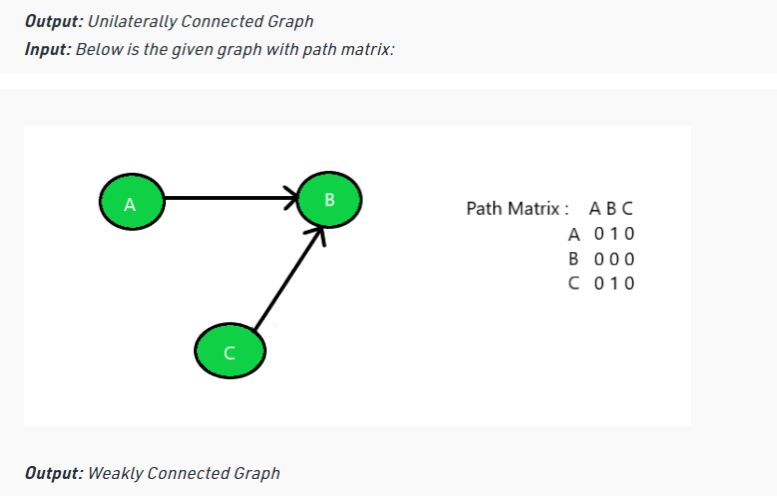 Output: Unilaterally Connected Graph
Input: Below is the given graph with path matrix:
A
B
C
Path Matrix : A B C
A 0 1 0
B 0 0 0
C 0 1 0
Output: Weakly Connected Graph